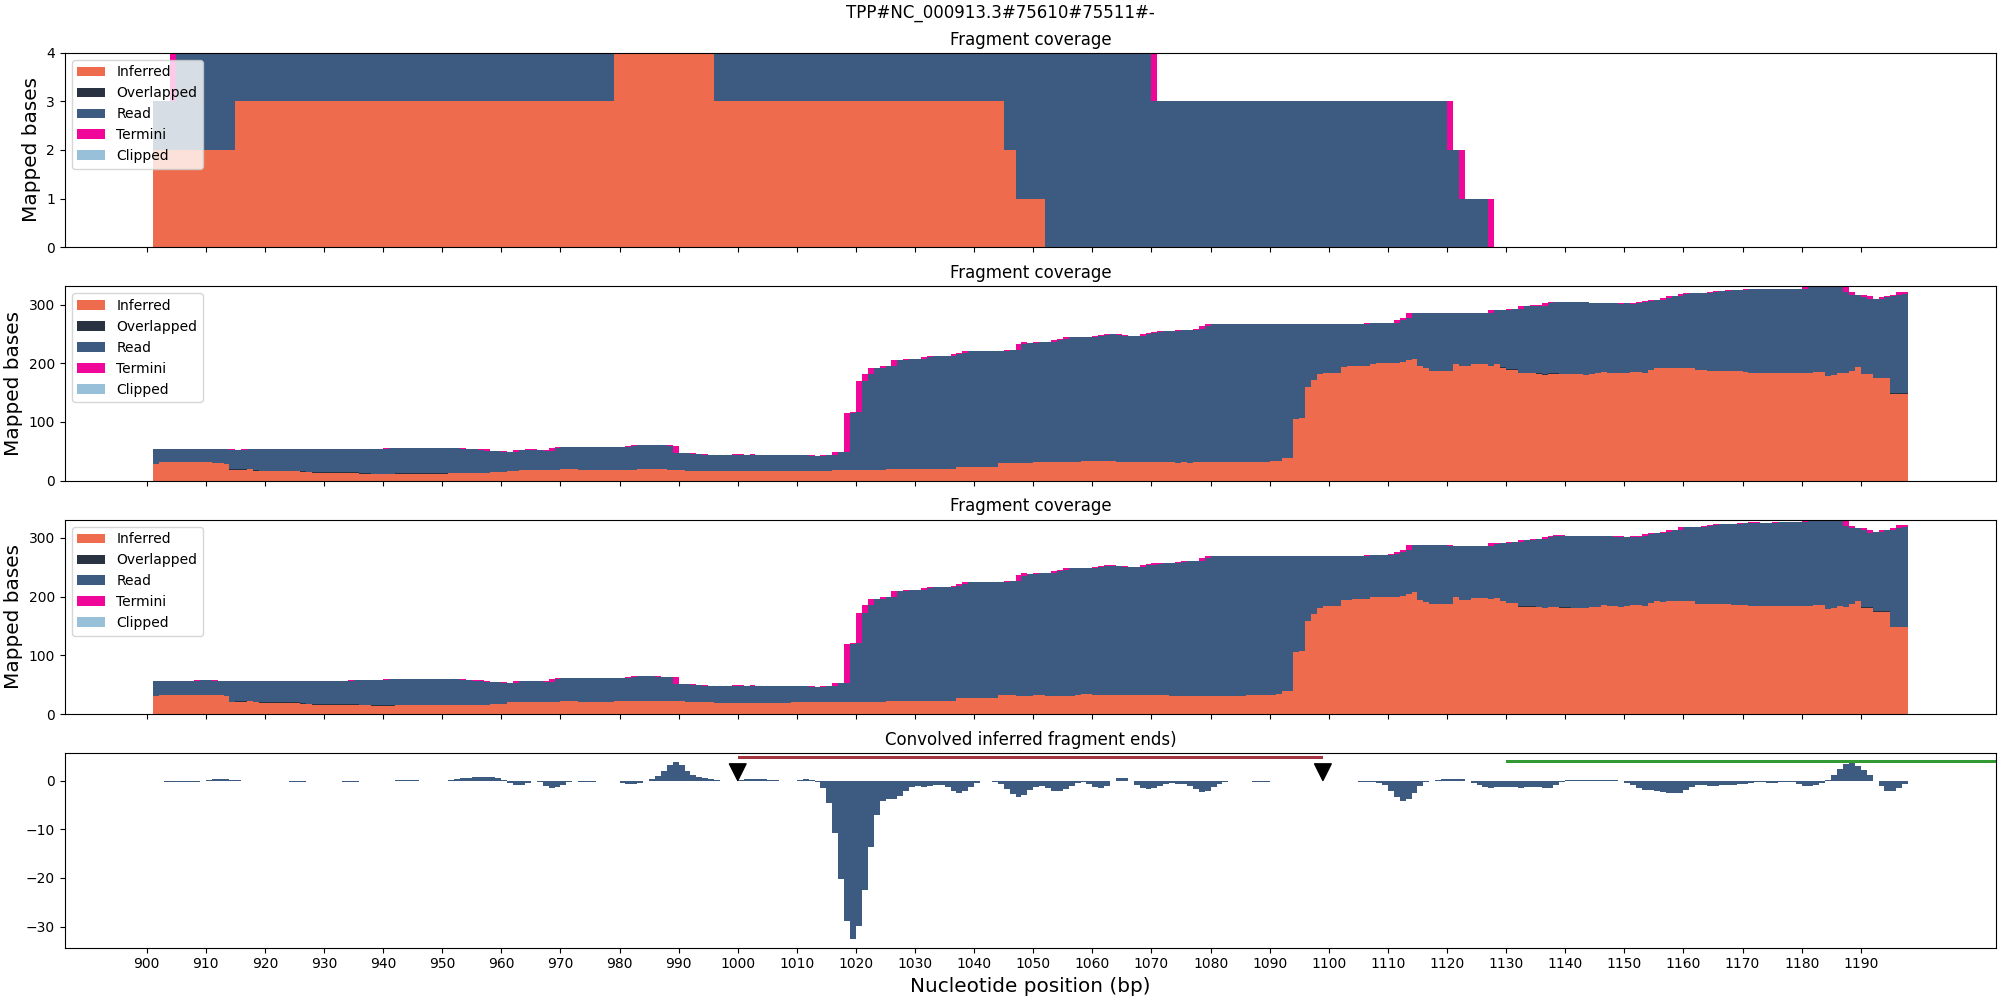 TPP#NC_000913.3#75610#75511#-
Fragment coverage
Mapped bases
4
3
2
1
0
Inferred
Overlapped
Read
Termini
Clipped
Fragment coverage
Mapped bases
300
200
100
0
Inferred
Overlapped
Read
Termini
Clipped
Fragment coverage
Mapped bases
300
200
100
0
Inferred
Overlapped
Read
Termini
Clipped
Convolved inferred fragment ends)
0
−10
−20
−30
900 910 920 930 940 950 960 970 980 990 1000 1010 1020 1030 1040 1050 1060 1070 1080 1090 1100 1110 1120 1130 1140 1150 1160 1170 1180 1190
Nucleotide position (bp)